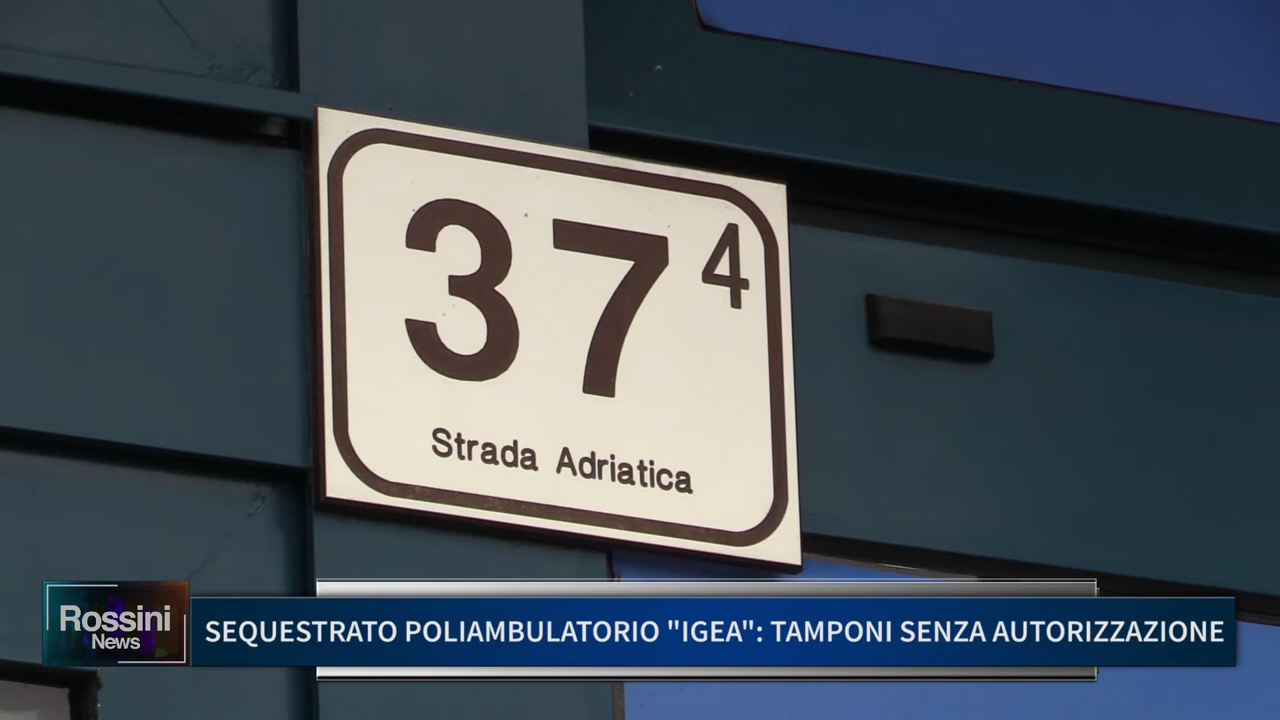 37 4
Strada Adriatica
Rossini
News
SEQUESTRATO POLIAMBULATORIO "IGEA": TAMPONI SENZA AUTORIZZAZIONE